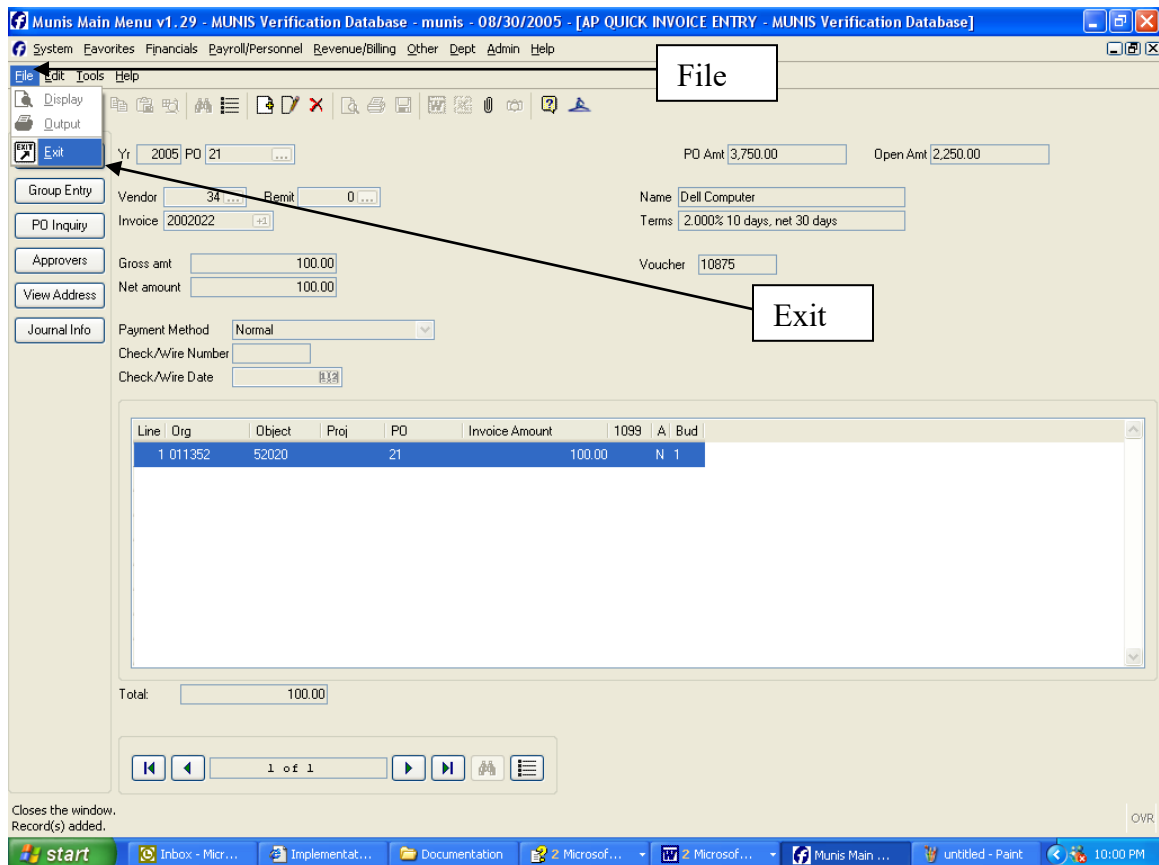 Munis Main Menu v1.29 - MUNIS Verification Database - munis - 08/30/2005 - [AP QUICK INVOICE ENTRY - MUNIS Verification Database]
System Favorites Financials Payroll/Personnel Revenue/Billing Other Dept Admin Help
File Edit Tools Help
File
Display
Output
EXIT Exit
Yr 2005 PO 21 ... PO Amt 3,750.00 Open Amt 2,250.00
Group Entry
Vendor 34 ... Remit 0 ... Name Dell Computer
PO Inquiry
Invoice 2002022 +1 Terms 2.000% 10 days, net 30 days
Approvers
Gross amt 100.00 Voucher 10875
View Address
Net amount 100.00
Exit
Journal Info
Payment Method Normal
Check/Wire Number
Check/Wire Date
Line Org Object Proj PO Invoice Amount 1099 A Bud
1 011352 52020 21 100.00 N 1
Total: 100.00
1 of 1
Closes the window.
Record(s) added.
OVR
start Inbox - Micr... Implementat... Documentation 2 Microsof... 2 Microsof... Munis Main ... untitled - Paint 10:00 PM